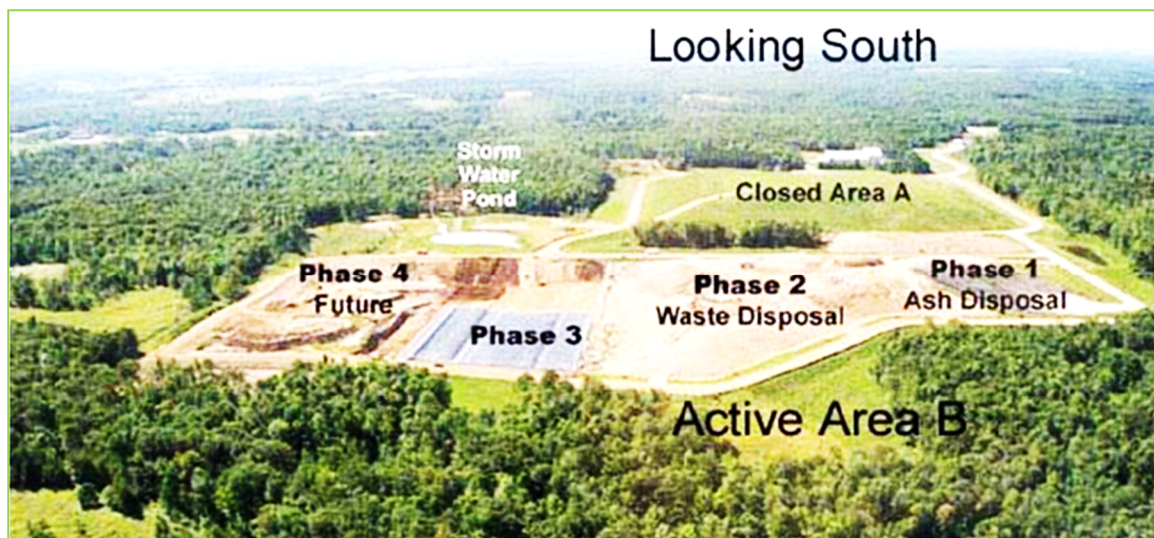 Looking South
Storm
Water
Pond
Closed Area A
Phase 4
Future
Phase 3
Phase 2
Waste Disposal
Phase 1
Ash Disposal
Active Area B